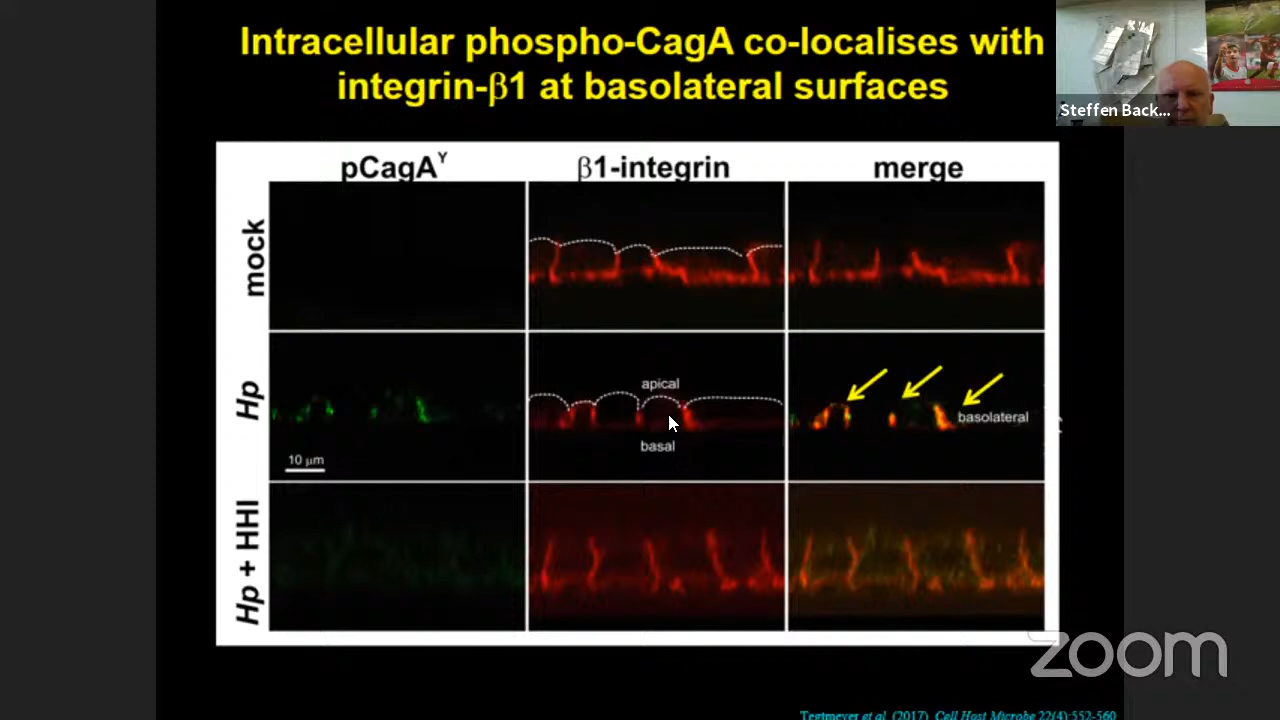 Intracellular phospho-CagA co-localises with
integrin-β1 at basolateral surfaces
Steffen Back...
pCagAY
β1-integrin
merge
mock
Hp
apical
basolateral
basal
10 μm
Hp + HHI
zoom
Tegtmeyer et al. (2017), Cell Host Microbe 22(4):552-560